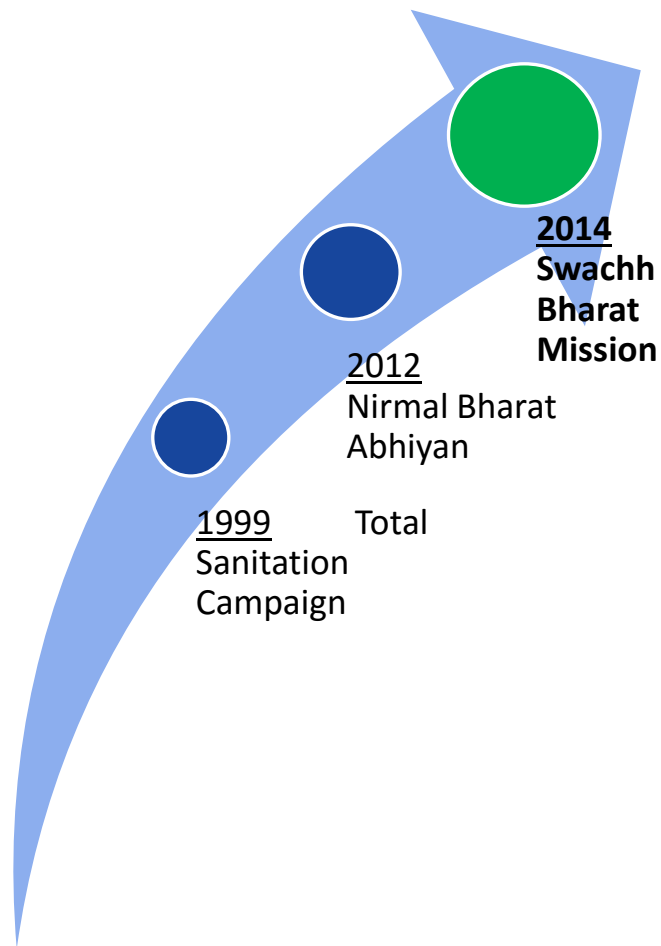 2014
Swachh
Bharat
Mission
2012
Nirmal Bharat
Abhiyan
1999 Total
Sanitation
Campaign